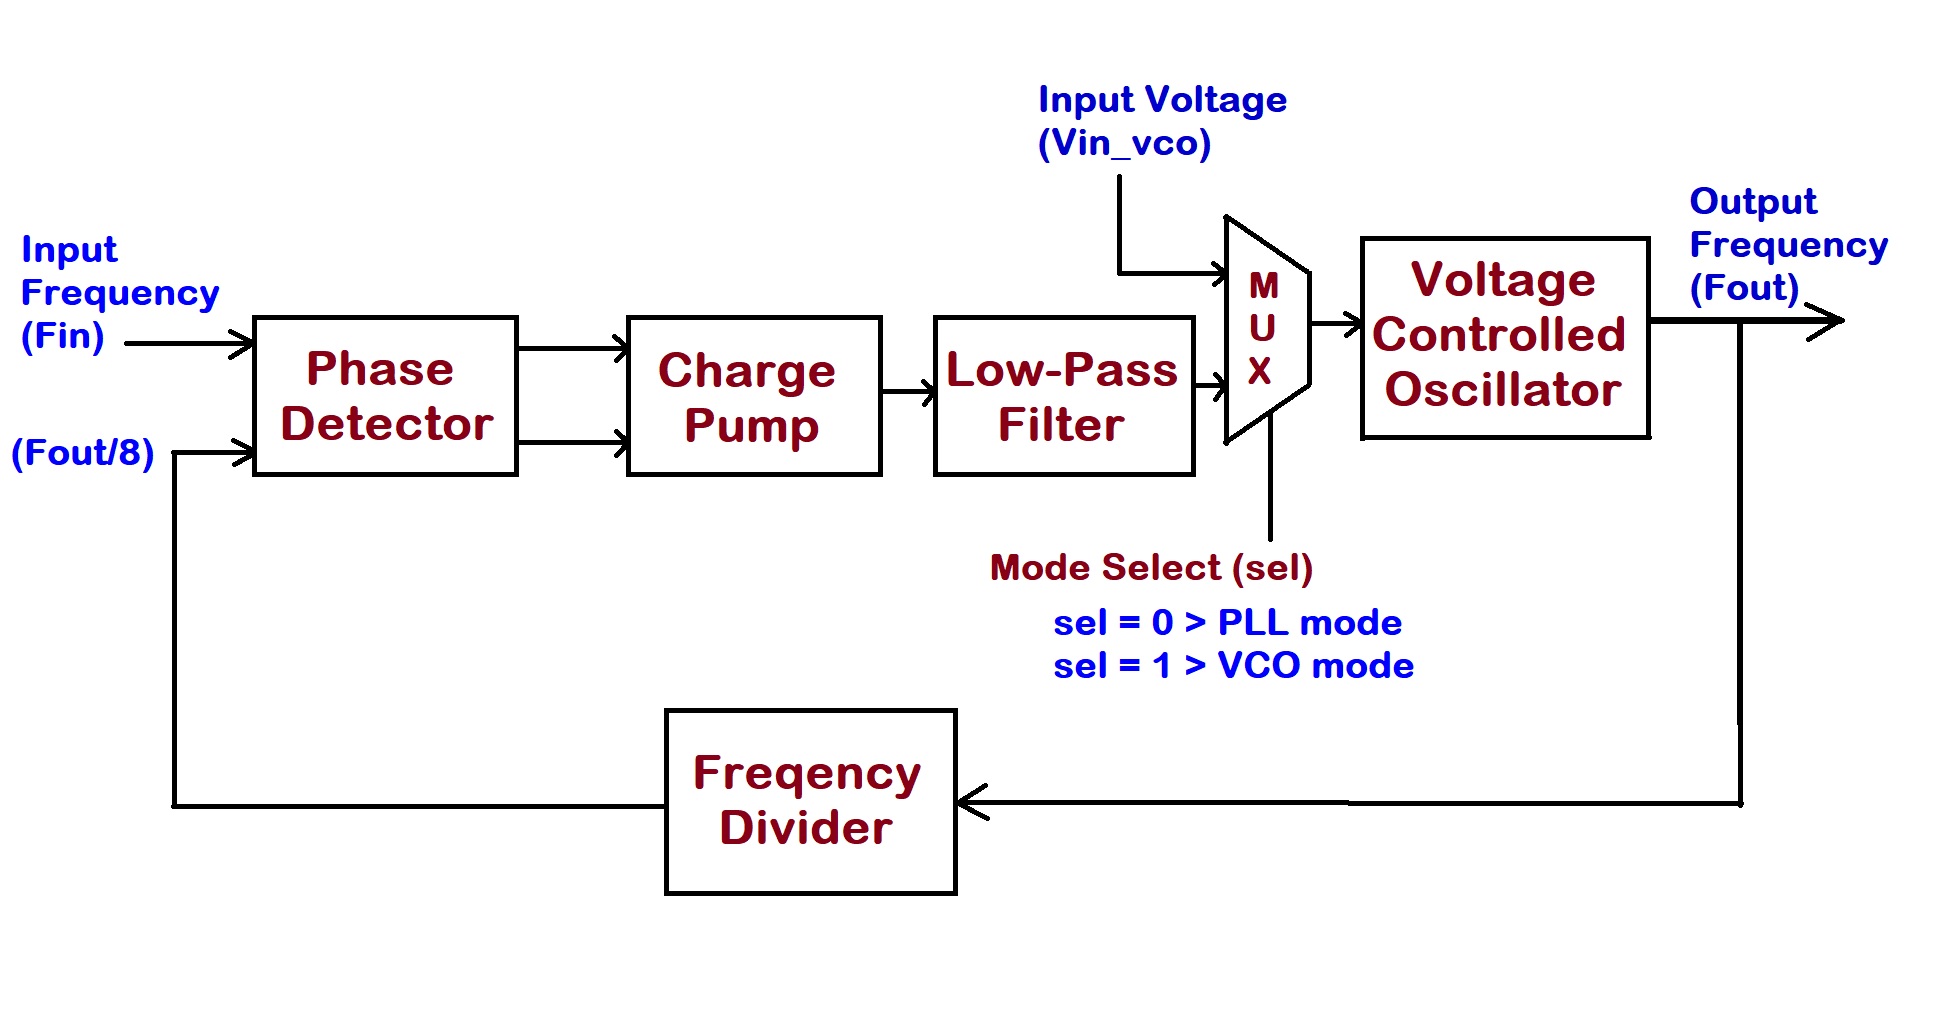 Input Voltage
(Vin_vco)
Output
Frequency
(Fout)
Input
Frequency
(Fin)
(Fout/8)
Phase
Detector
Charge
Pump
Low-Pass
Filter
M
U
X
Voltage
Controlled
Oscillator
Mode Select (sel)
sel = 0 > PLL mode
sel = 1 > VCO mode
Freqency
Divider